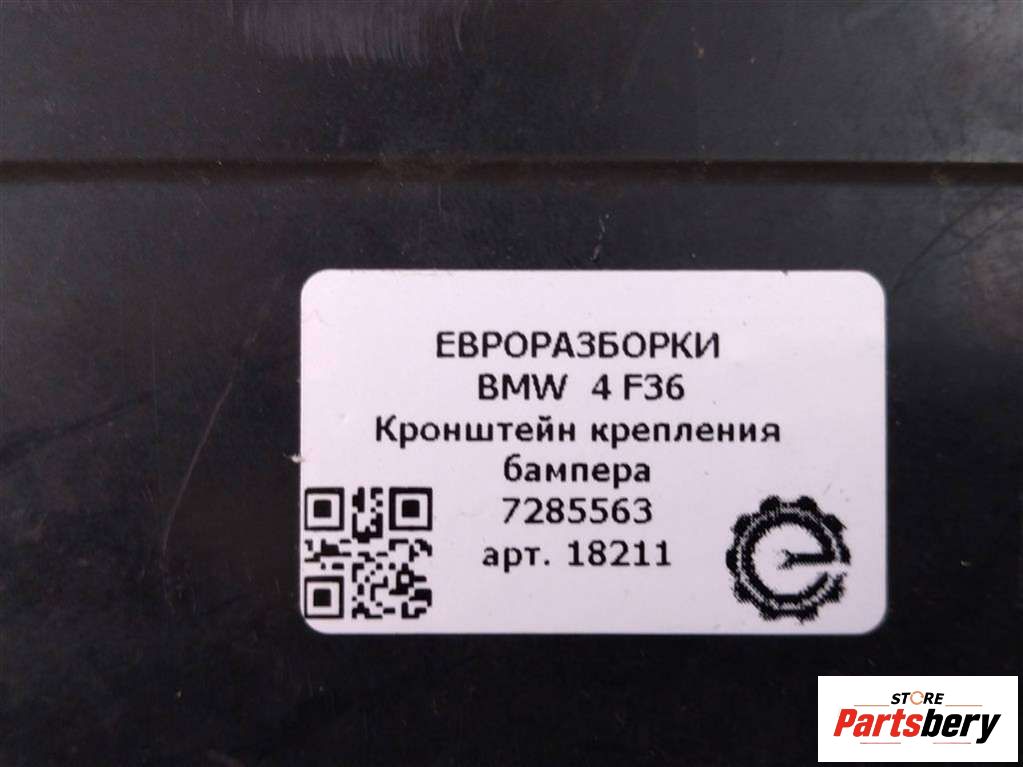 ЕВРОРАЗБОРКИ
BMW 4 F36
Кронштейн крепления
бампера
7285563
арт. 18211
STORE
Partsbery